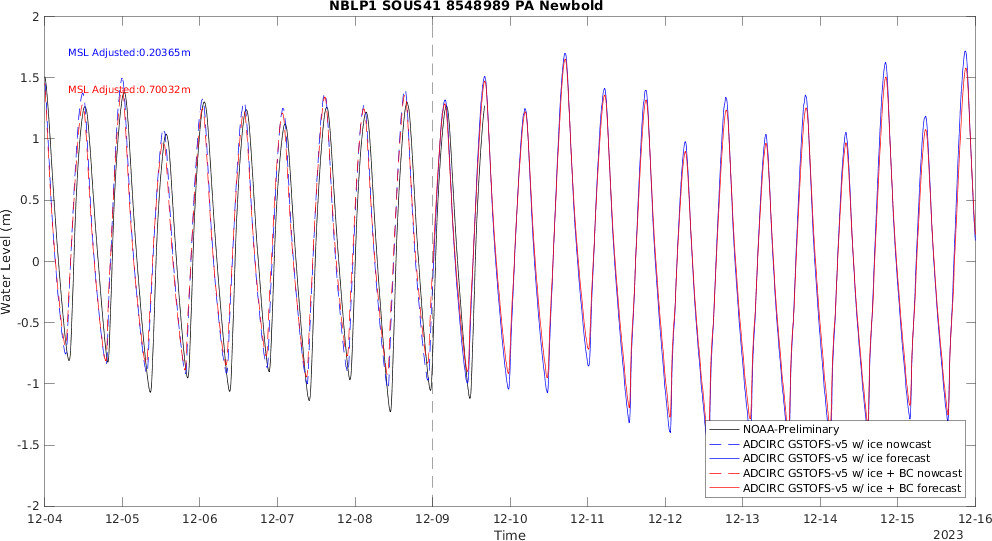 NBLP1 SOUS41 8548989 PA Newbold
MSL Adjusted:0.20365m
MSL Adjusted:0.70032m
Water Level (m)
2
1.5
1
0.5
0
-0.5
-1
-1.5
-2
NOAA-Preliminary
ADCIRC GSTOFS-v5 w/ ice nowcast
ADCIRC GSTOFS-v5 w/ ice forecast
ADCIRC GSTOFS-v5 w/ ice + BC nowcast
ADCIRC GSTOFS-v5 w/ ice + BC forecast
12-04 12-05 12-06 12-07 12-08 12-09 12-10 12-11 12-12 12-13 12-14 12-15 12-16
Time
2023